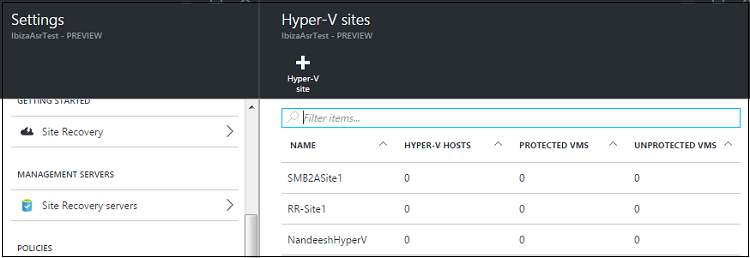 Settings
IbizaAsrTest - PREVIEW
GETTING STARTED
Site Recovery
MANAGEMENT SERVERS
Site Recovery servers
POLICIES
Hyper-V sites
IbizaAsrTest - PREVIEW
Hyper-V
site
Filter items...
NAME HYPER-V HOSTS PROTECTED VMS UNPROTECTED VMS
SMB2ASite1 0 0 0
RR-Site1 0 0 0
NandeeshHyperV 0 0 0